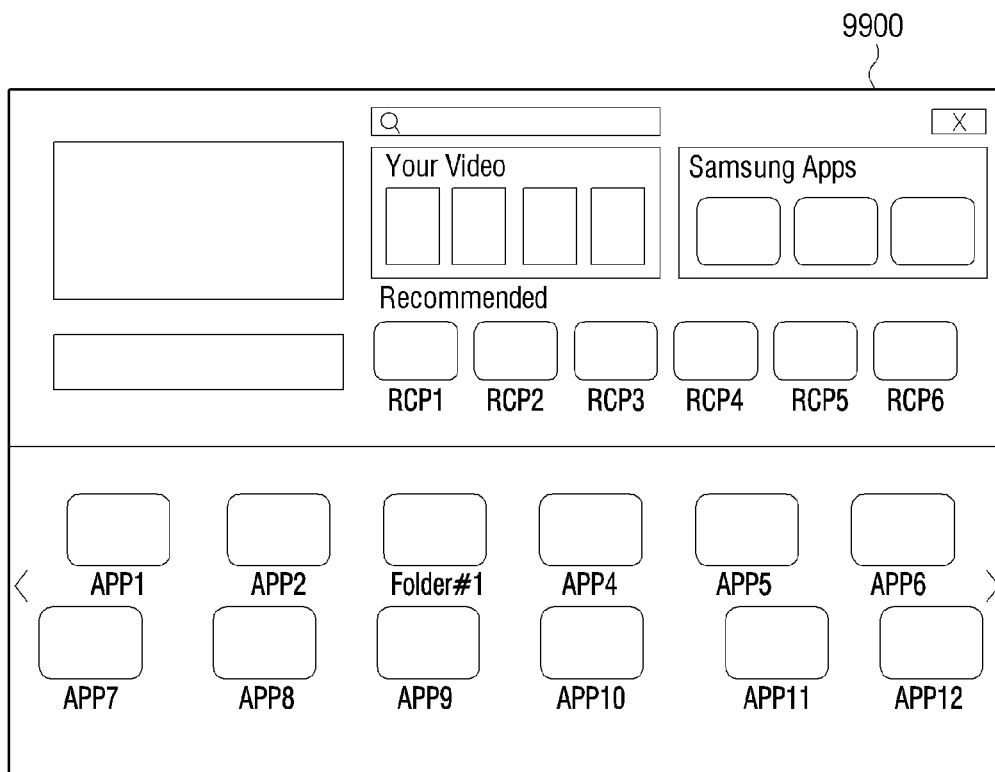 9900
X
Your Video
Samsung Apps
Recommended
RCP1 RCP2 RCP3 RCP4 RCP5 RCP6
APP1 APP2 Folder#1 APP4 APP5 APP6
APP7 APP8 APP9 APP10 APP11 APP12